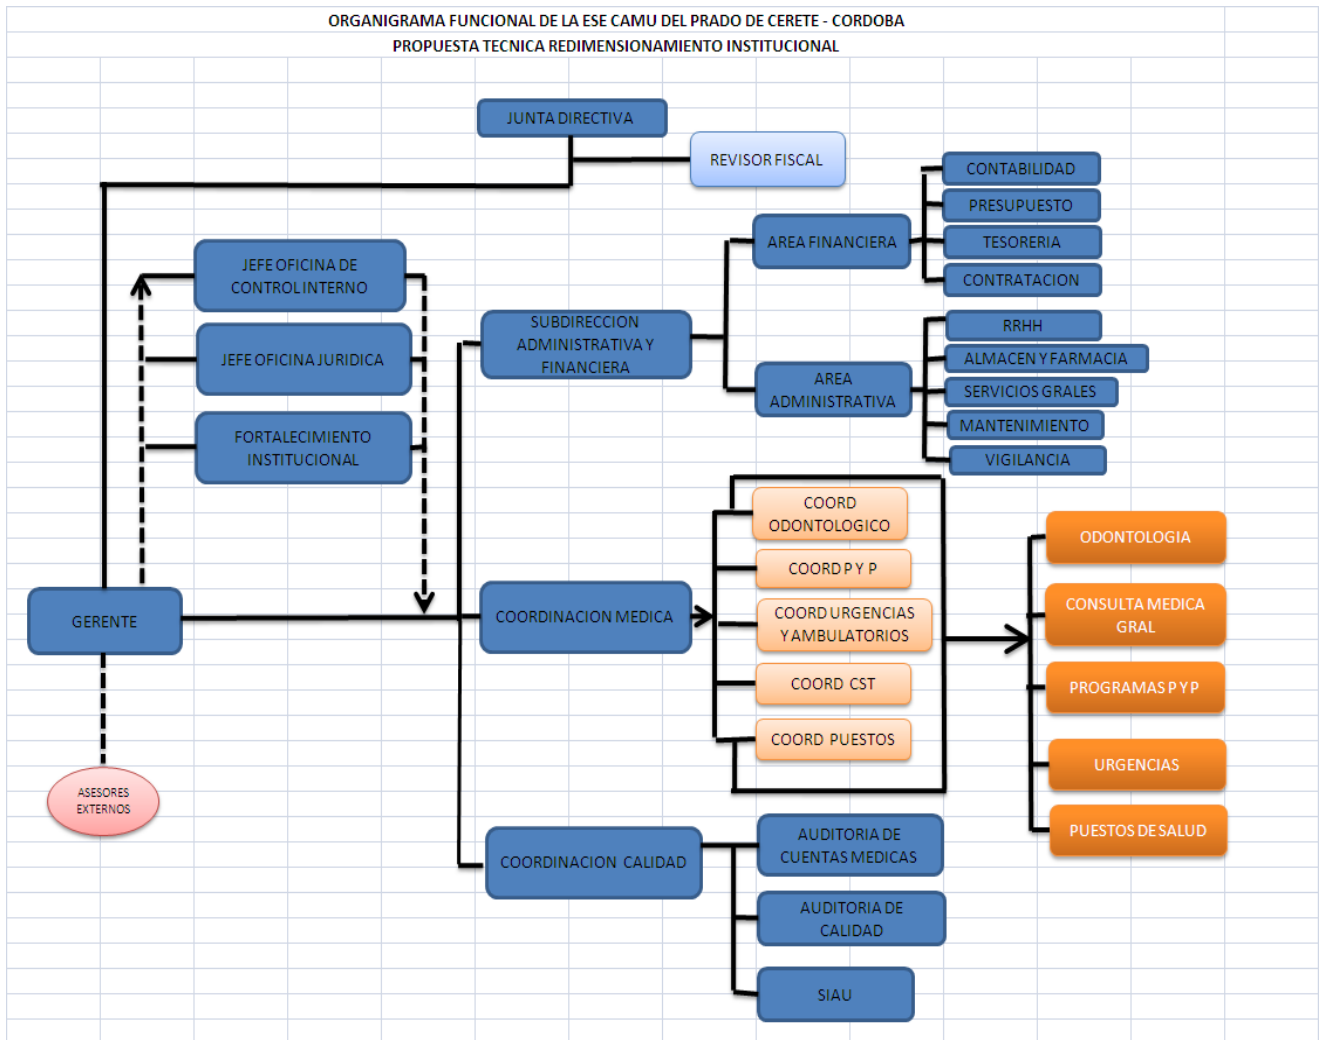 ORGANIGRAMA FUNCIONAL DE LA ESE CAMU DEL PRADO DE CERETE - CORDOBA
PROPUESTA TECNICA REDIMENSIONAMIENTO INSTITUCIONAL
JUNTA DIRECTIVA
REVISOR FISCAL
CONTABILIDAD
PRESUPUESTO
AREA FINANCIERA
TESORERIA
CONTRATACION
JEFE OFICINA DE
CONTROL INTERNO
JEFE OFICINA JURIDICA
FORTALECIMIENTO
INSTITUCIONAL
SUBDIRECCION
ADMINISTRATIVA Y
FINANCIERA
AREA
ADMINISTRATIVA
RRHH
ALMACEN Y FARMACIA
SERVICIOS GRALES
MANTENIMIENTO
VIGILANCIA
GERENTE
ASESORES
EXTERNOS
COORDINACION MEDICA
COORD
ODONTOLOGICO
COORD P Y P
COORD URGENCIAS
Y AMBULATORIOS
COORD CST
COORD PUESTOS
ODONTOLOGIA
CONSULTA MEDICA
GRAL
PROGRAMAS P Y P
URGENCIAS
PUESTOS DE SALUD
COORDINACION CALIDAD
AUDITORIA DE
CUENTAS MEDICAS
AUDITORIA DE
CALIDAD
SIAU